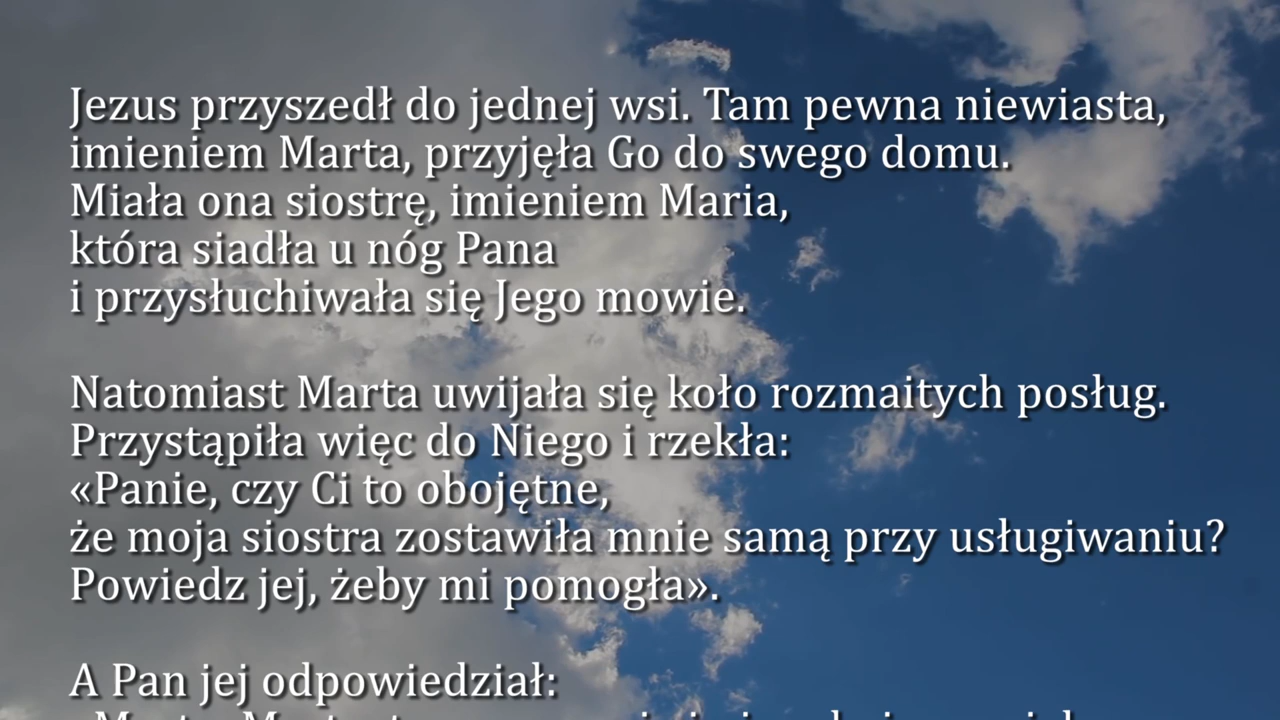 Jezus przyszedł do jednej wsi. Tam pewna niewiasta,
imieniem Marta, przyjęła Go do swego domu.
Miała ona siostrę, imieniem Maria,
która siadła u nóg Pana
i przysłuchiwała się Jego mowie.
Natomiast Marta uwijała się koło rozmaitych posług.
Przystąpiła więc do Niego i rzekła:
«Panie, czy Ci to obojętne,
że moja siostra zostawiła mnie samą przy usługiwaniu?
Powiedz jej, żeby mi pomogła».
A Pan jej odpowiedział: